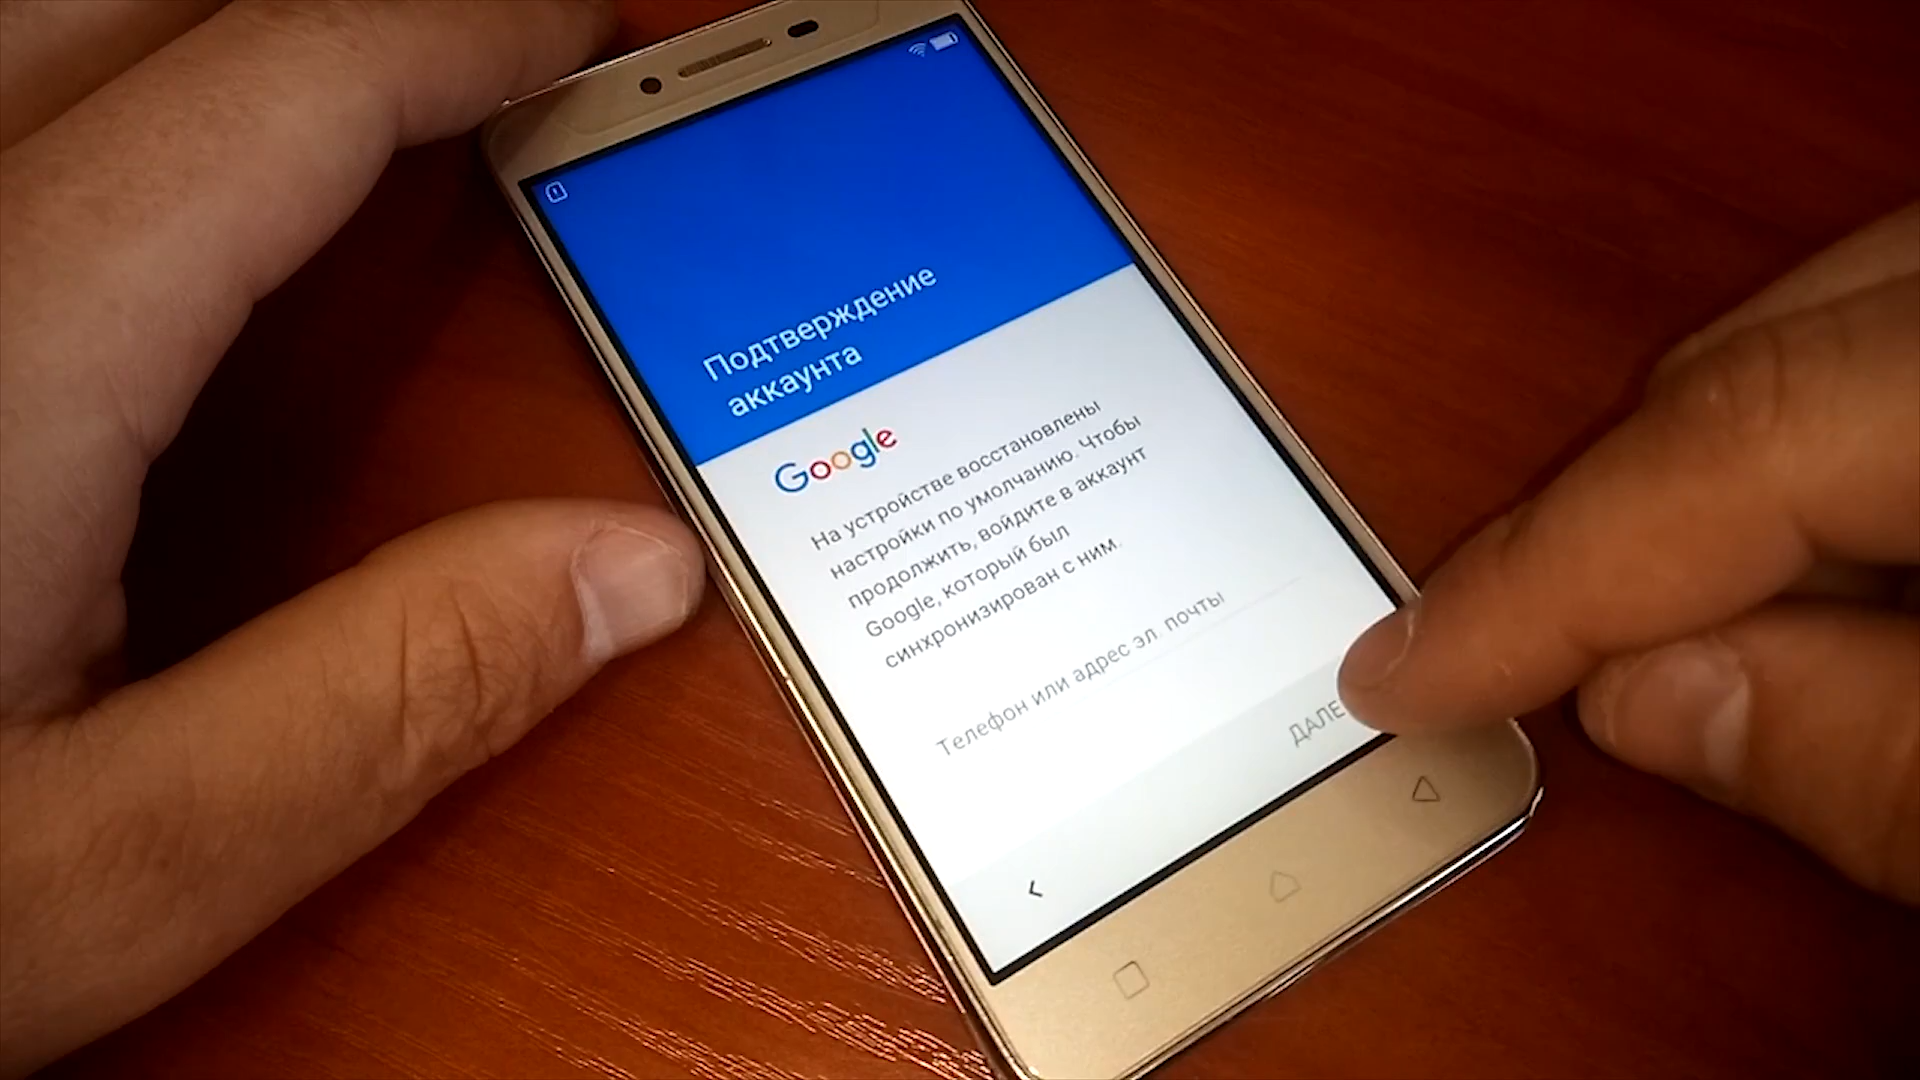 Подтверждение
аккаунта
Google
На устройстве восстановлены
настройки по умолчанию. Чтобы
продолжить, войдите в аккаунт
Google, который был
синхронизирован с ним.
Телефон или адрес эл. почты
ДАЛЕ